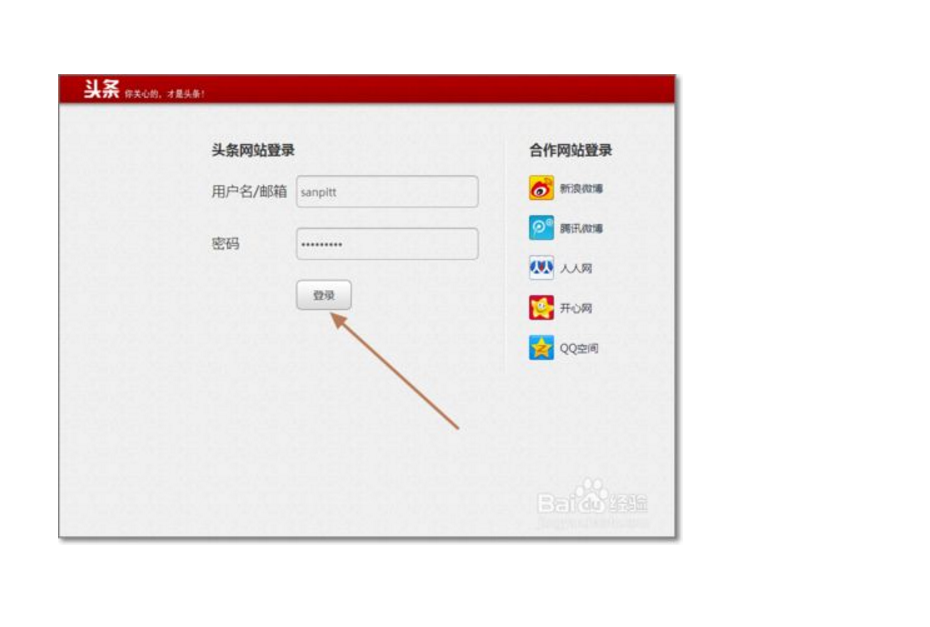 头条 你关心的，才是头条！
头条网站登录
用户名/邮箱 sanpitt
密码 •••••••••
登录
合作网站登录
新浪微博
腾讯微博
人人网
开心网
QQ空间
Baidu经验